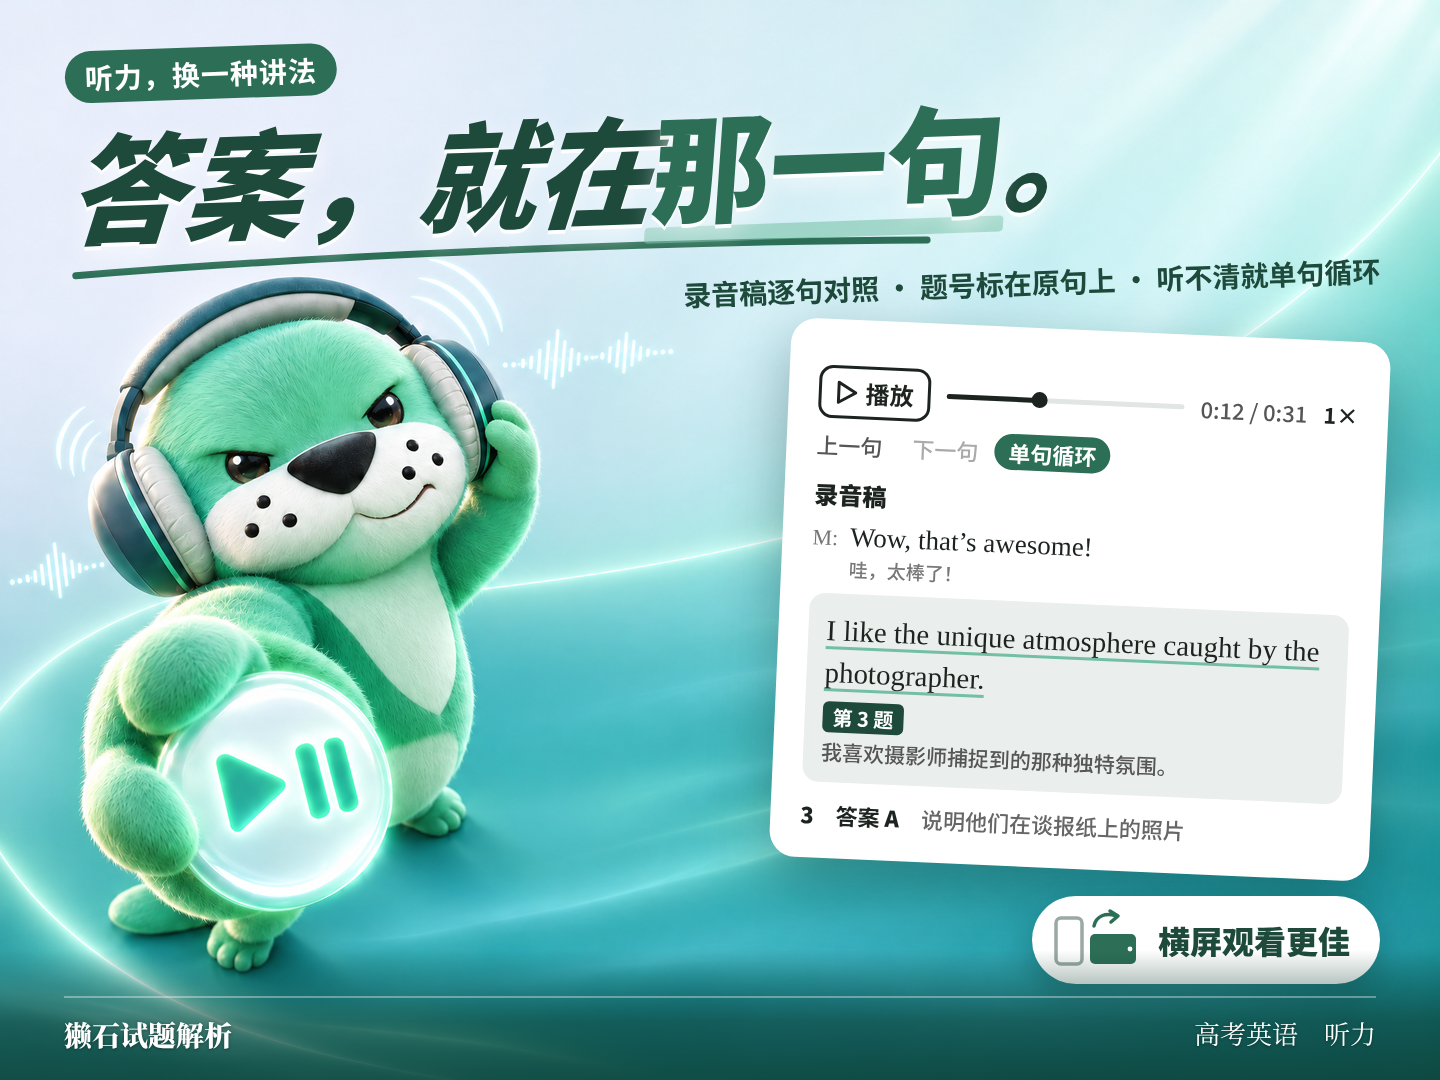 听力，换一种讲法
答案，就在那一句。
录音稿逐句对照 · 题号标在原句上 · 听不清就单句循环
播放 0:12 / 0:31 1×
上一句 下一句 单句循环
录音稿
M: Wow, that’s awesome!
哇，太棒了！
I like the unique atmosphere caught by the
photographer.
第 3 题
我喜欢摄影师捕捉到的那种独特氛围。
3 答案 A 说明他们在谈报纸上的照片
横屏观看更佳
獭石试题解析
高考英语 听力